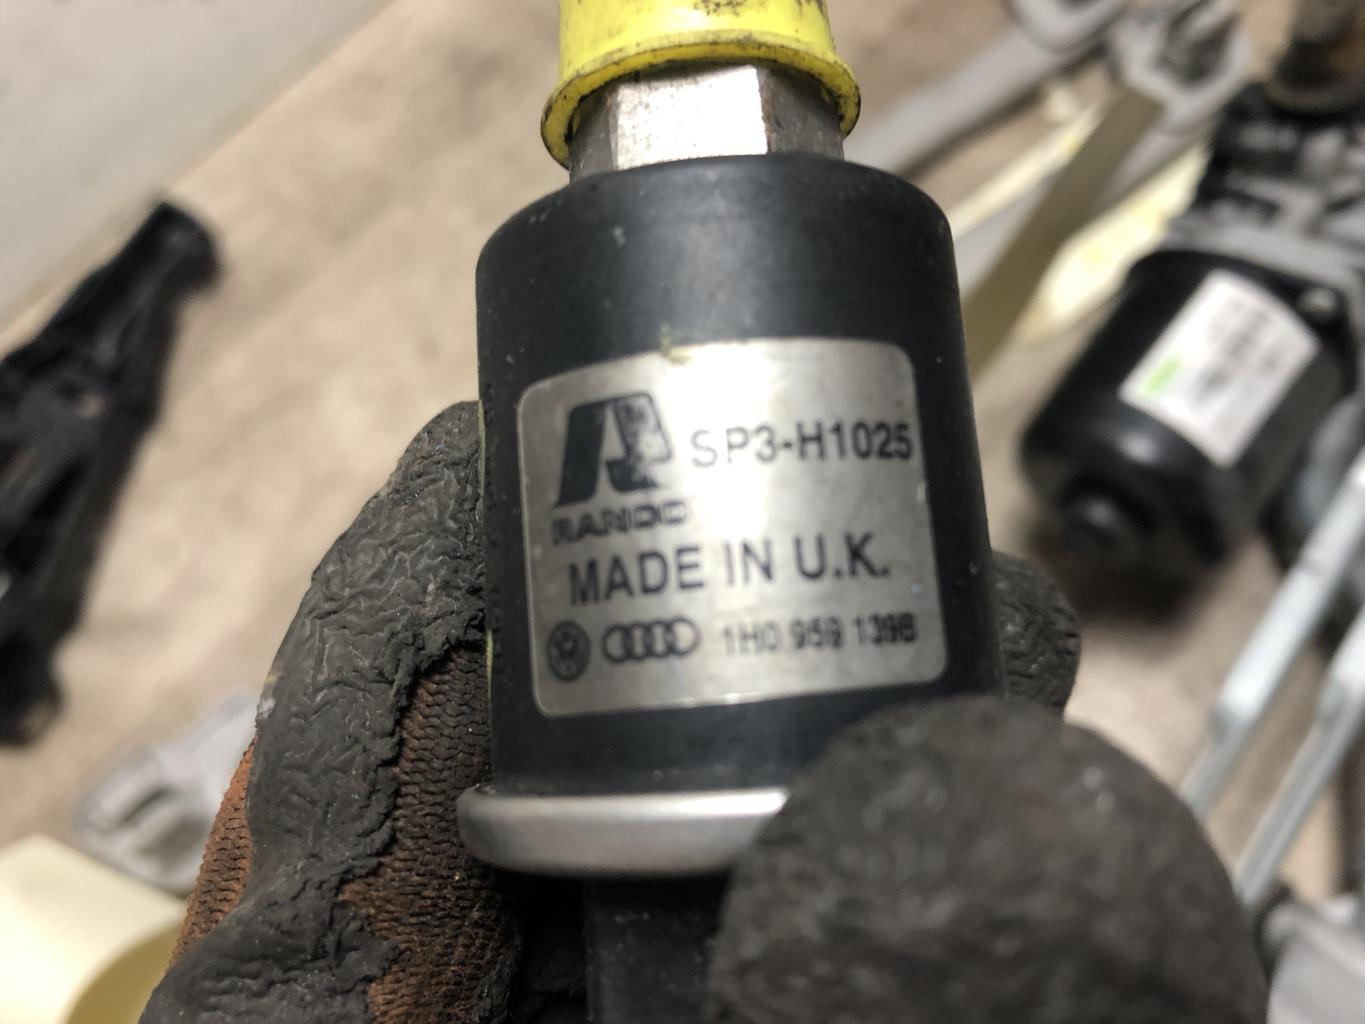 SP3-H1025
RANCO
MADE IN U.K.
1H0 959 139B